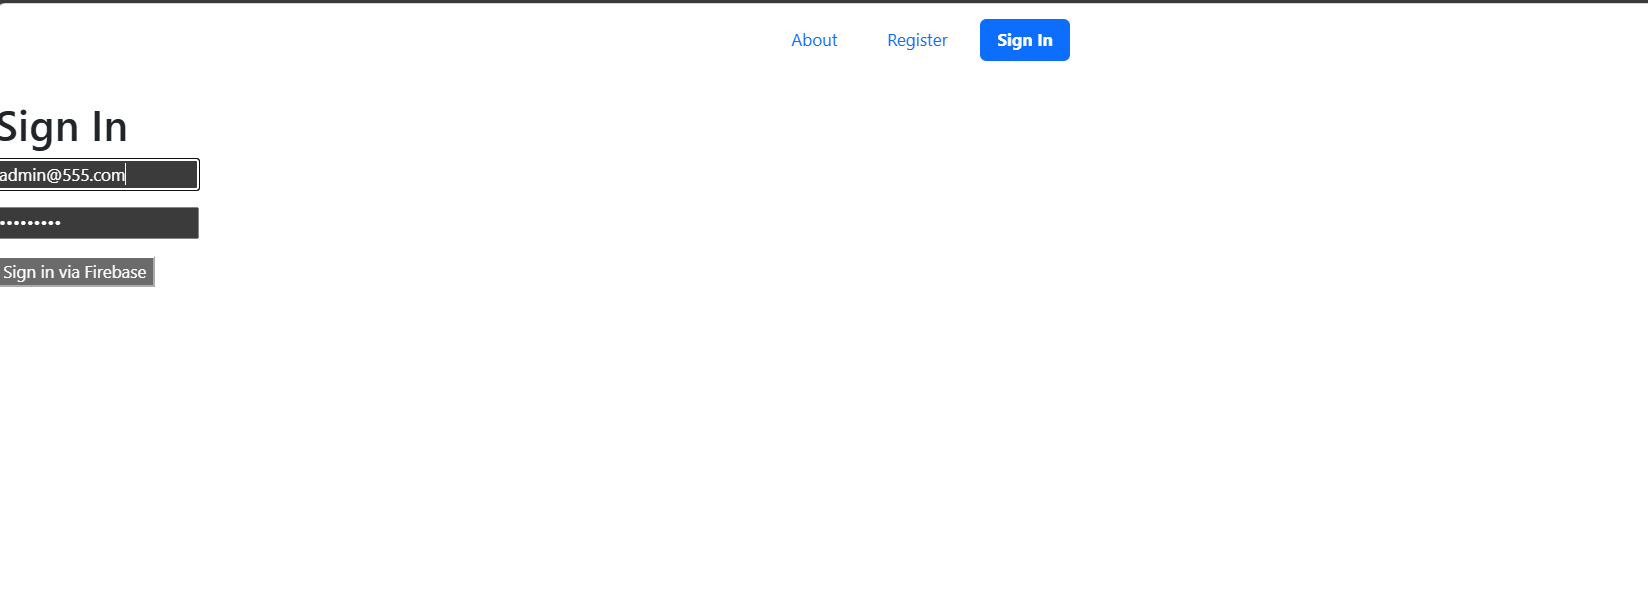 About Register Sign In
Sign In
admin@555.com
•••••••••
Sign in via Firebase